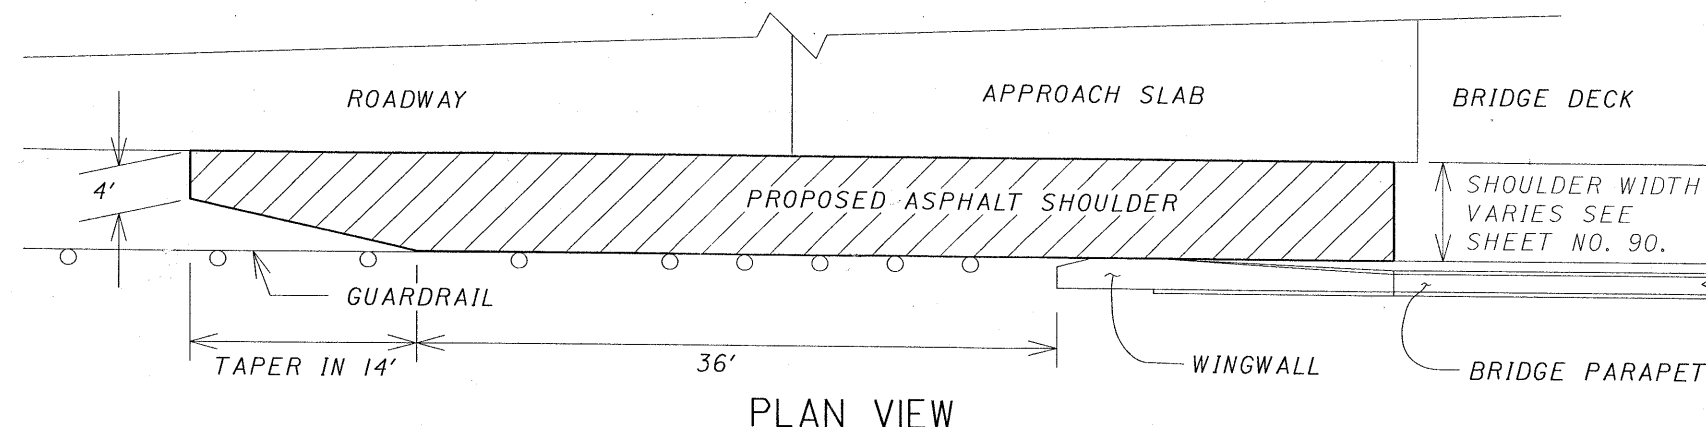 ROADWAY
APPROACH SLAB
BRIDGE DECK
4'
PROPOSED ASPHALT SHOULDER
SHOULDER WIDTH
VARIES SEE
SHEET NO. 90.
GUARDRAIL
TAPER IN 14'
36'
WINGWALL
BRIDGE PARAPET
PLAN VIEW